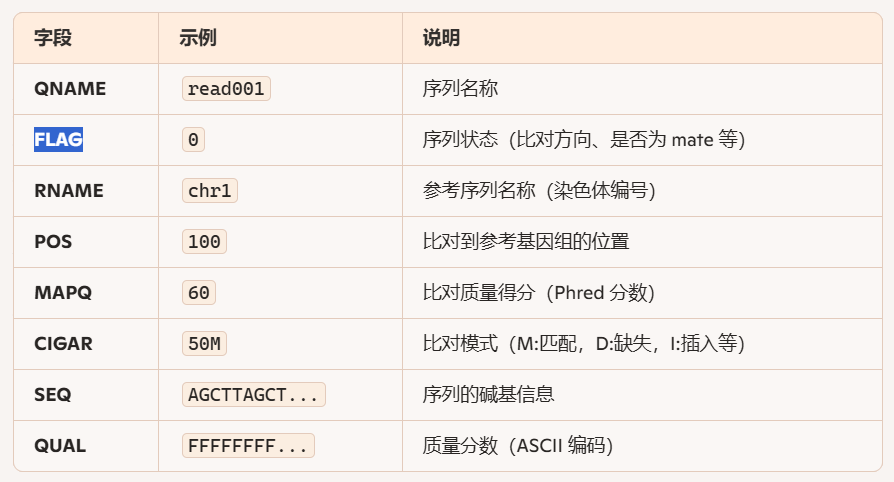 字段 示例 说明
QNAME read001 序列名称
FLAG 0 序列状态（比对方向、是否为 mate 等）
RNAME chr1 参考序列名称（染色体编号）
POS 100 比对到参考基因组的位置
MAPQ 60 比对质量得分（Phred 分数）
CIGAR 50M 比对模式（M:匹配，D:缺失，I:插入等）
SEQ AGCTTAGCT... 序列的碱基信息
QUAL FFFFFFFF... 质量分数（ASCII 编码）